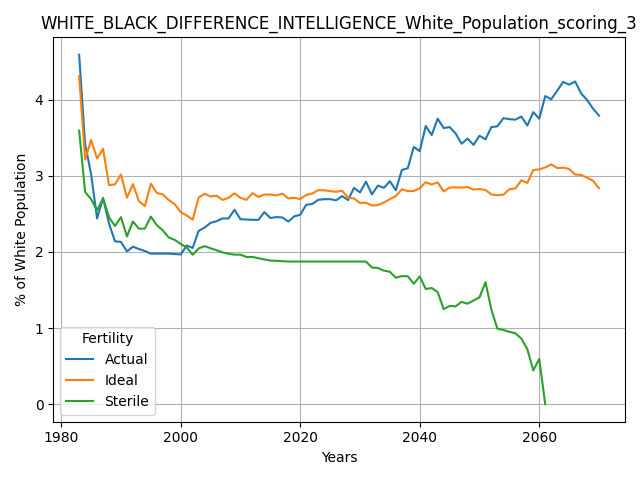 WHITE_BLACK_DIFFERENCE_INTELLIGENCE_White_Population_scoring_3
% of White Population
4
3
2
1
0
Fertility
Actual
Ideal
Sterile
1980 2000 2020 2040 2060
Years